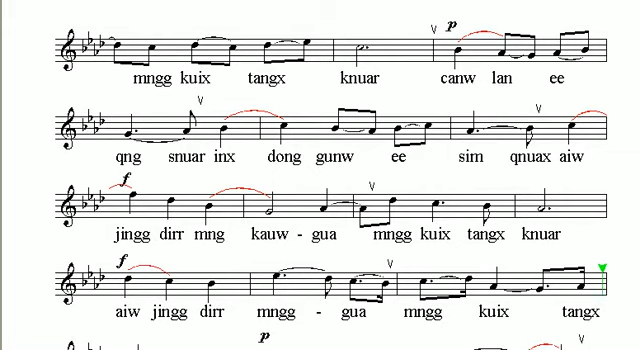 p
mngg kuix tangx knuar canw lan ee
qng snuar inx dong gunw ee sim qnuax aiw
f
jingg dirr mng kauw - gua mngg kuix tangx knuar
f
aiw jingg dirr mngg - gua mngg kuix tangx
p